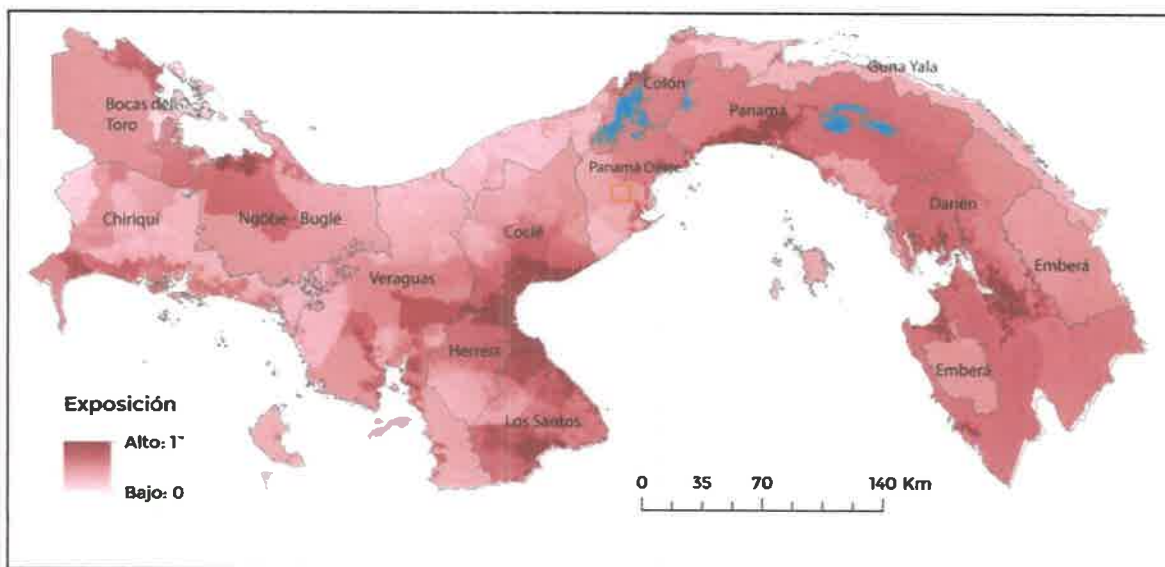 Guna Yala
Colón
Bocas del
Toro
Panamá
Panamá Oeste
Chiriquí
Ngöbe - Buglé
Coclé
Darién
Veraguas
Emberá
Herrera
Emberá
Los Santos
Exposición
Alto: 1
Bajo: 0
0 35 70 140 Km